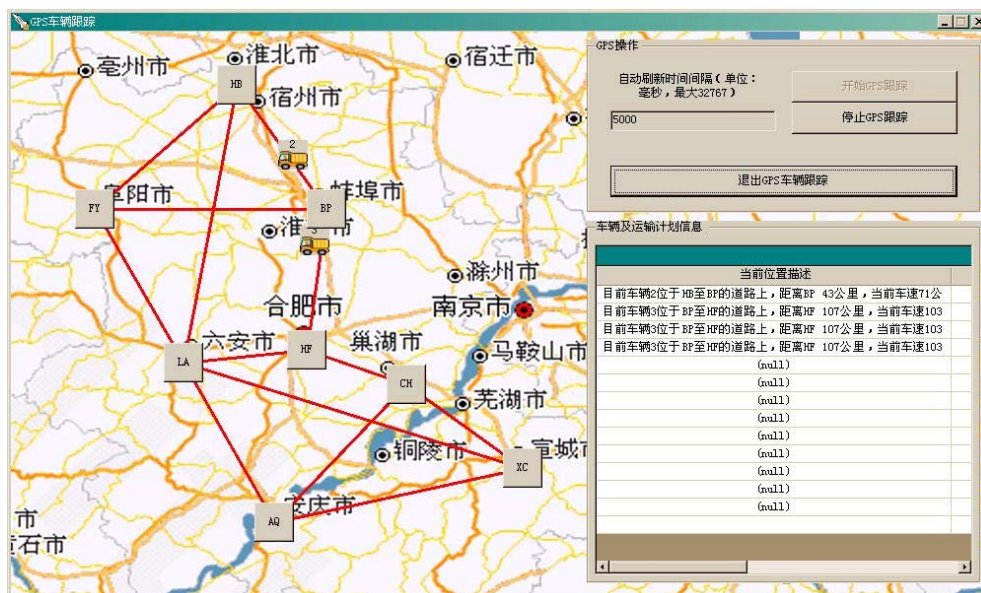 GPS车辆跟踪
亳州市
淮北市
宿迁市
HB
宿州市
2
FY
阜阳市
BP
蚌埠市
淮
市
3
滁州市
合肥市
南京市
六安市
HF
巢湖市
LA
马鞍山市
CH
芜湖市
铜陵市
宣城市
XC
安庆市
AQ
市
黄石市
GPS操作
自动刷新时间间隔(单位:
毫秒,最大32767)
5000
开始GPS跟踪
停止GPS跟踪
退出GPS车辆跟踪
车辆及运输计划信息
当前位置描述
目前车辆2位于HB至BP的道路上,距离BP 43公里,当前车速71公
目前车辆3位于BP至HF的道路上,距离HF 107公里,当前车速103
目前车辆3位于BP至HF的道路上,距离HF 107公里,当前车速103
目前车辆3位于BP至HF的道路上,距离HF 107公里,当前车速103
(null)
(null)
(null)
(null)
(null)
(null)
(null)
(null)
(null)